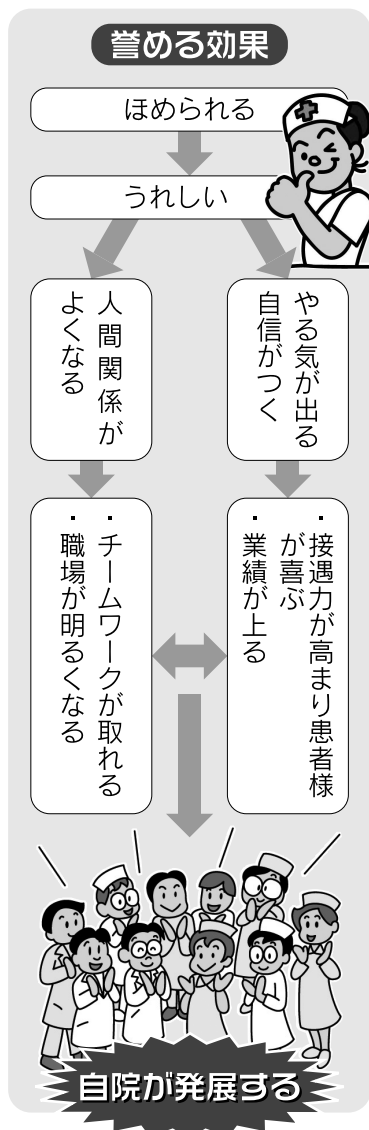 誉める効果
ほめられる
うれしい
やる気が出る
自信がつく
人間関係が
よくなる
・接遇力が高まり患者様
が喜ぶ
・業績が上る
・チームワークが取れる
・職場が明るくなる
自院が発展する